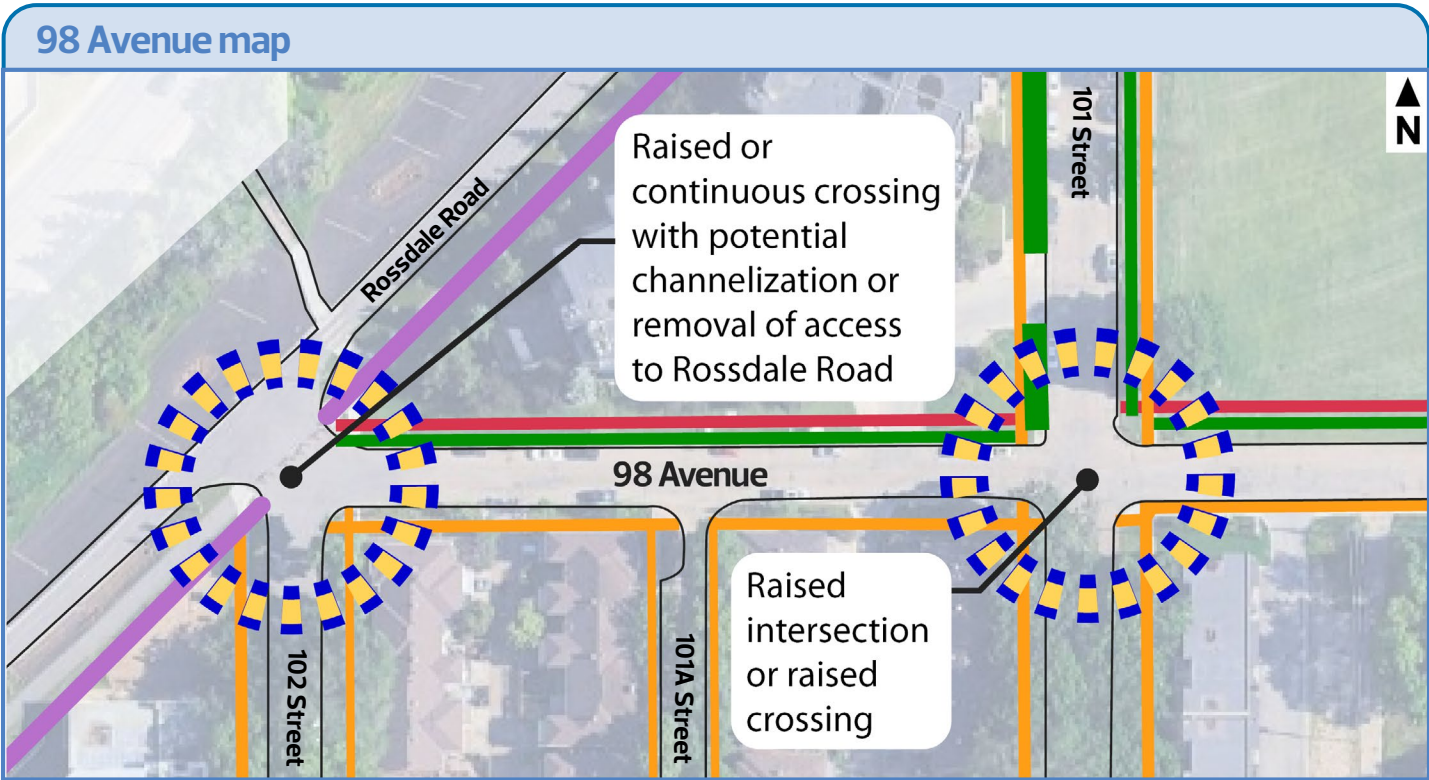 98 Avenue map
N
101 Street
Raised or
continuous crossing
with potential
channelization or
removal of access
to Rossdale Road
Rossdale Road
98 Avenue
Raised
intersection
or raised
crossing
102 Street
101A Street